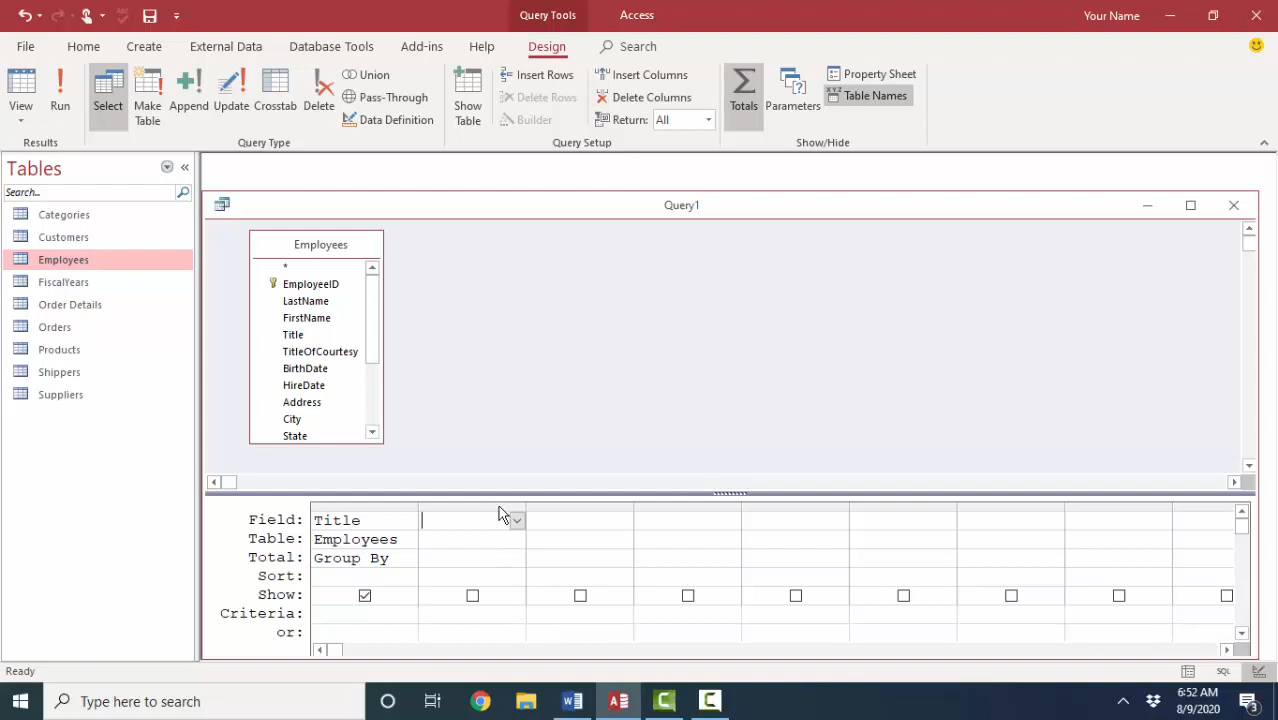 Query Tools
Access
Your Name
File
Home
Create
External Data
Database Tools
Add-ins
Help
Design
Search
View
Run
Select
Make Table
Append
Update
Crosstab
Delete
Union
Pass-Through
Data Definition
Show Table
Insert Rows
Delete Rows
Builder
Insert Columns
Delete Columns
Return: All
Totals
Parameters
Property Sheet
XYZ
Table Names
Results
Query Type
Query Setup
Show/Hide
Tables
Search...
Categories
Customers
Employees
FiscalYears
Order Details
Orders
Products
Shippers
Suppliers
Query1
Employees
*
EmployeeID
LastName
FirstName
Title
TitleOfCourtesy
BirthDate
HireDate
Address
City
State
Field: Title
Table: Employees
Total: Group By
Sort:
Show:
Criteria:
or:
Ready
SQL
Type here to search
6:52 AM
8/9/2020
3